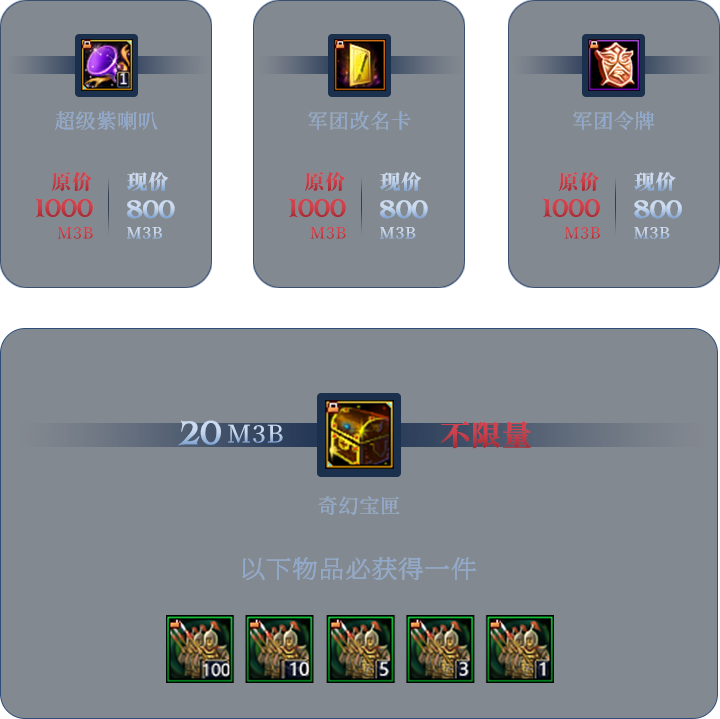 1
超级紫喇叭
原价 现价
1000 800
M3B M3B
军团改名卡
原价 现价
1000 800
M3B M3B
军团令牌
原价 现价
1000 800
M3B M3B
20 M3B 不限量
奇幻宝匣
以下物品必获得一件
100 10 5 3 1